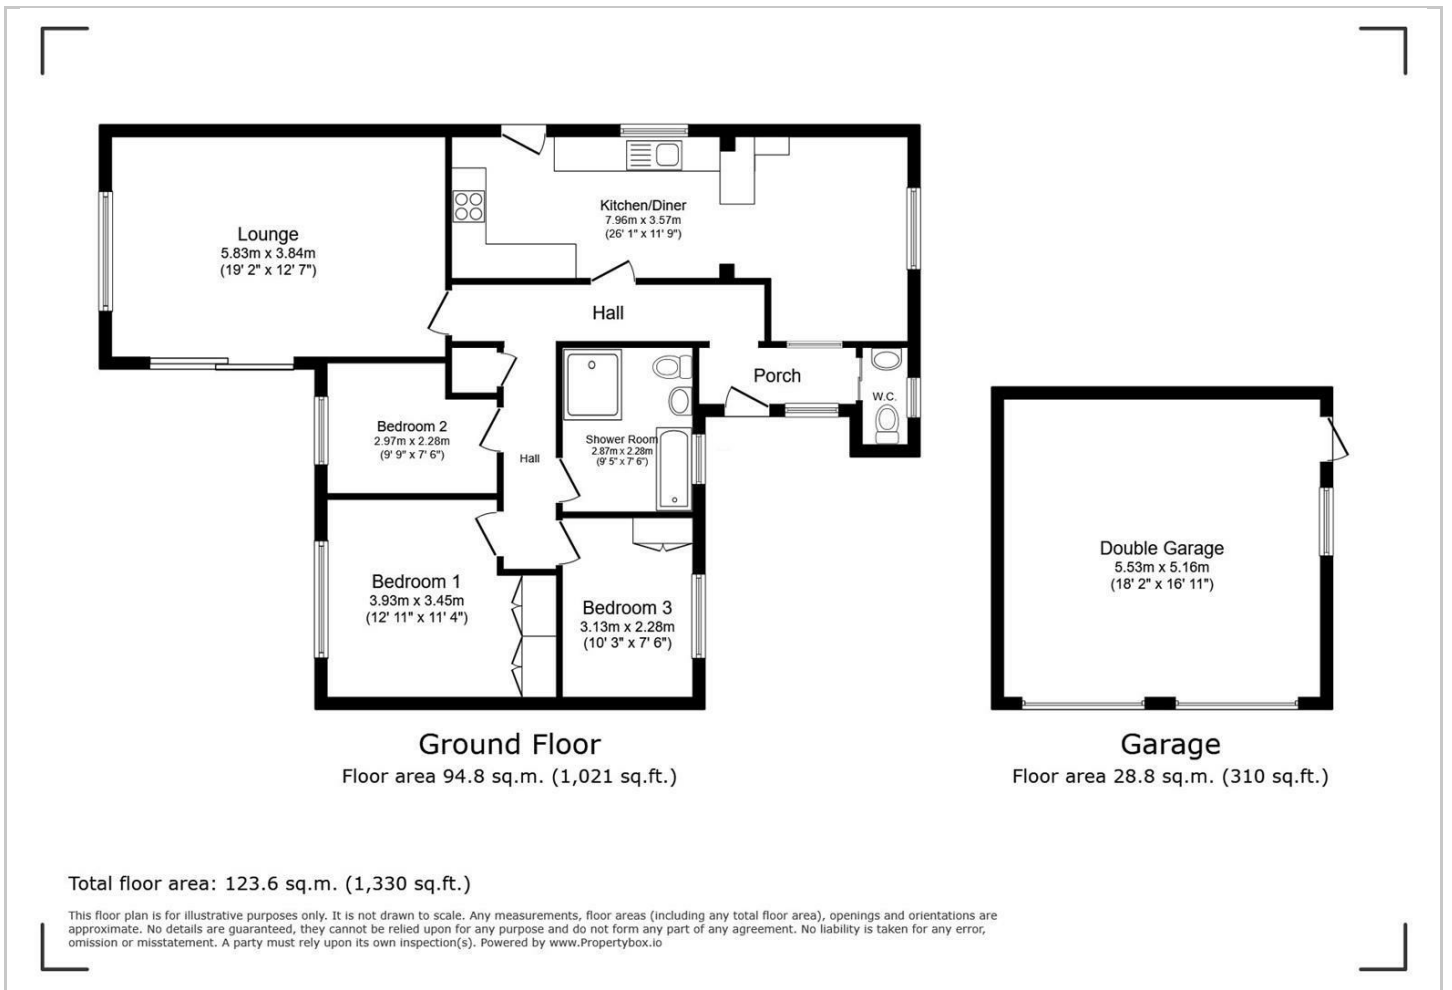 Lounge
5.83m x 3.84m
(19' 2" x 12' 7")
Kitchen/Diner
7.96m x 3.57m
(26' 1" x 11' 9")
Hall
Porch
W.C.
Bedroom 2
2.97m x 2.28m
(9' 9" x 7' 6")
Hall
Shower Room
2.87m x 2.28m
(9' 5" x 7' 6")
Bedroom 1
3.93m x 3.45m
(12' 11" x 11' 4")
Bedroom 3
3.13m x 2.28m
(10' 3" x 7' 6")
Double Garage
5.53m x 5.16m
(18' 2" x 16' 11")
Ground Floor
Floor area 94.8 sq.m. (1,021 sq.ft.)
Garage
Floor area 28.8 sq.m. (310 sq.ft.)
Total floor area: 123.6 sq.m. (1,330 sq.ft.)
This floor plan is for illustrative purposes only. It is not drawn to scale. Any measurements, floor areas (including any total floor area), openings and orientations are
approximate. No details are guaranteed, they cannot be relied upon for any purpose and do not form any part of any agreement. No liability is taken for any error,
omission or misstatement. A party must rely upon its own inspection(s). Powered by www.Propertybox.io